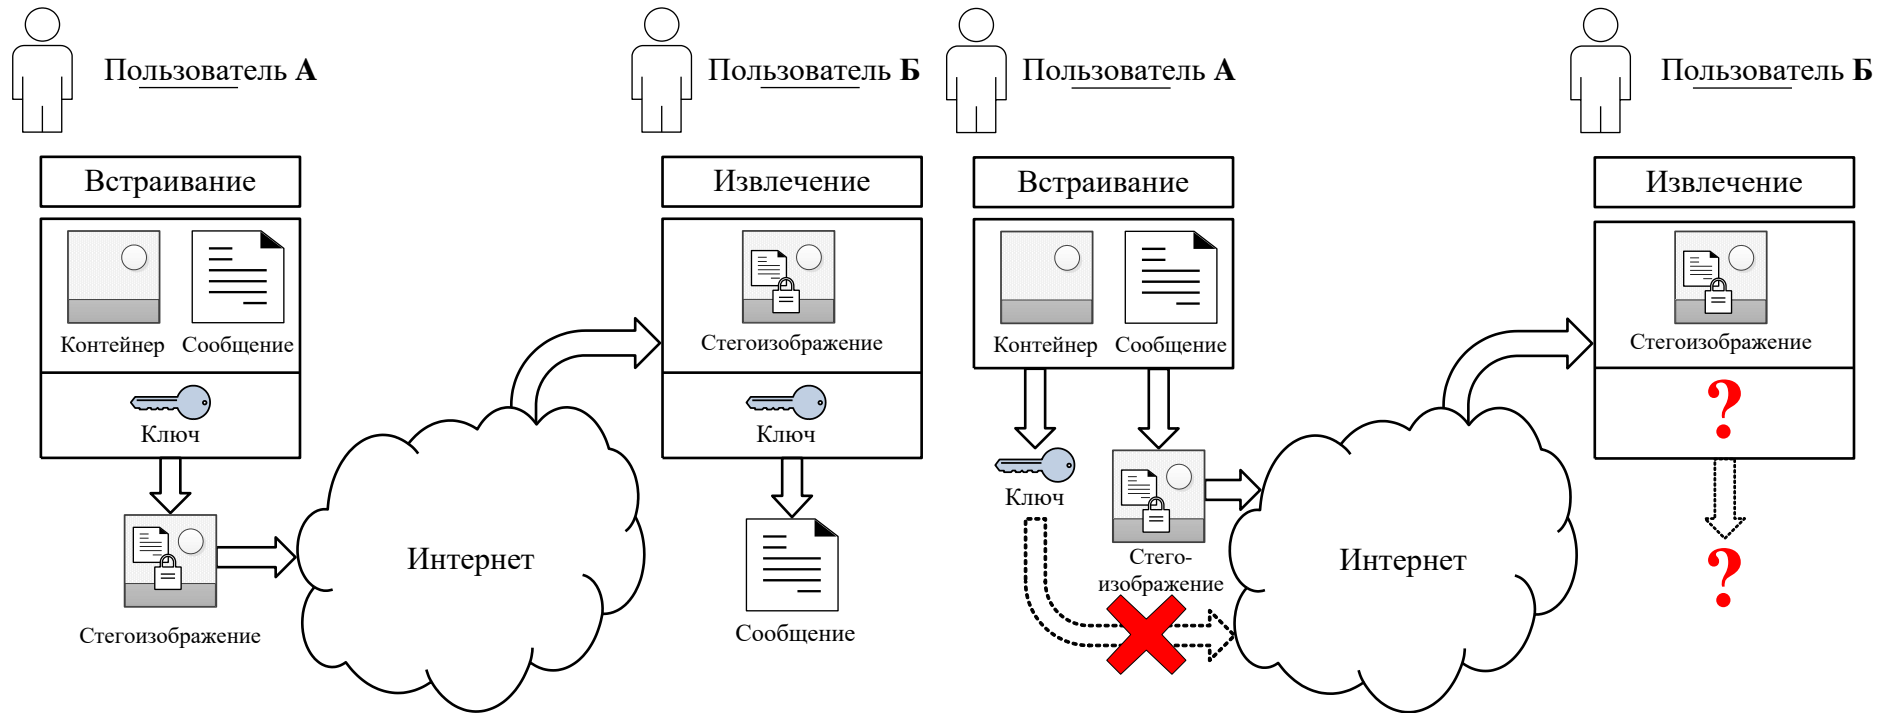 Пользователь А
Пользователь Б
Встраивание
Извлечение
Контейнер
Сообщение
Стегоизображение
Ключ
Ключ
Интернет
Стегоизображение
Сообщение
Пользователь А
Пользователь Б
Встраивание
Извлечение
Контейнер
Сообщение
Стегоизображение
?
Ключ
Стего-
изображение
Интернет
?